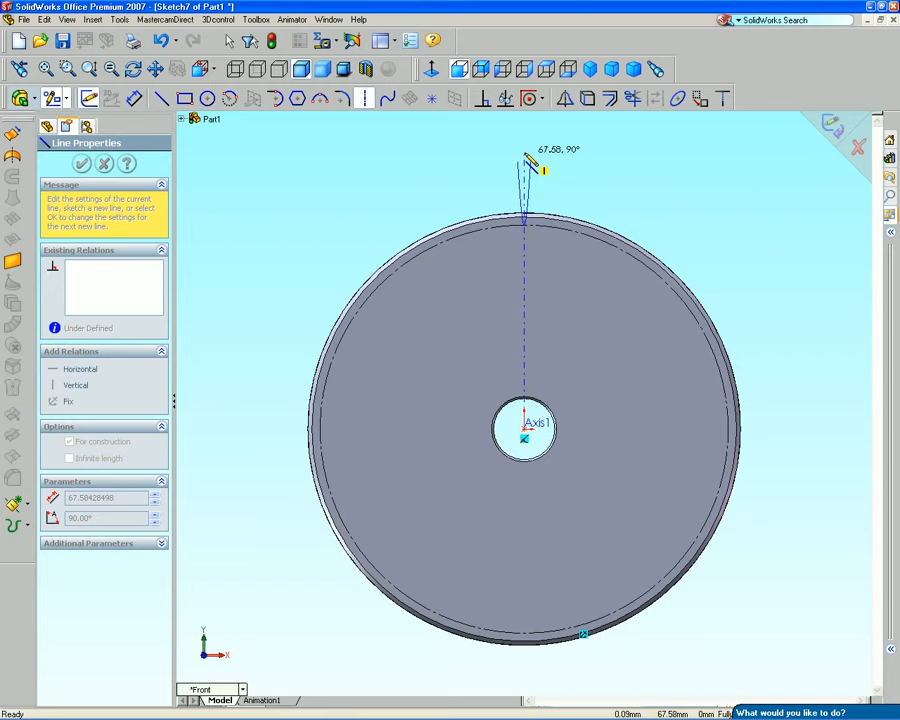 SolidWorks Office Premium 2007 - [Sketch7 of Part1 *]
File Edit View Insert Tools MastercamDirect 3Dcontrol Toolbox Animator Window Help
SolidWorks Search
Part1
Line Properties
Message
Edit the settings of the current
line, sketch a new line, or select
OK to change the settings for
the next new line.
Existing Relations
Under Defined
Add Relations
Horizontal
Vertical
Fix
Options
For construction
Infinite length
Parameters
67.58428498
90.00°
Additional Parameters
67.58, 90°
Axis1
Y
X
*Front
Model Animation1
Ready
0.09mm 67.58mm 0mm Fully
What would you like to do?